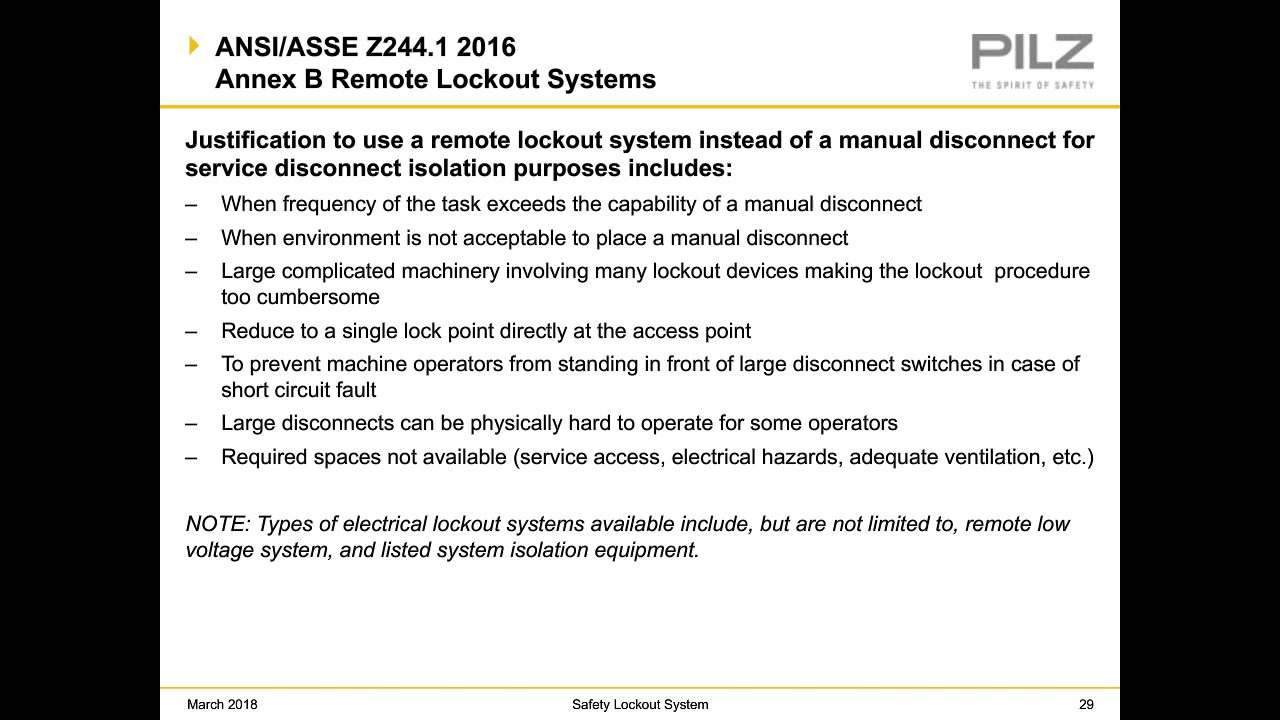 ANSI/ASSE Z244.1 2016
Annex B Remote Lockout Systems
PILZ
THE SPIRIT OF SAFETY
Justification to use a remote lockout system instead of a manual disconnect for
service disconnect isolation purposes includes:
– When frequency of the task exceeds the capability of a manual disconnect
– When environment is not acceptable to place a manual disconnect
– Large complicated machinery involving many lockout devices making the lockout  procedure
too cumbersome
– Reduce to a single lock point directly at the access point
– To prevent machine operators from standing in front of large disconnect switches in case of
short circuit fault
– Large disconnects can be physically hard to operate for some operators
– Required spaces not available (service access, electrical hazards, adequate ventilation, etc.)
NOTE: Types of electrical lockout systems available include, but are not limited to, remote low
voltage system, and listed system isolation equipment.
March 2018 Safety Lockout System 29